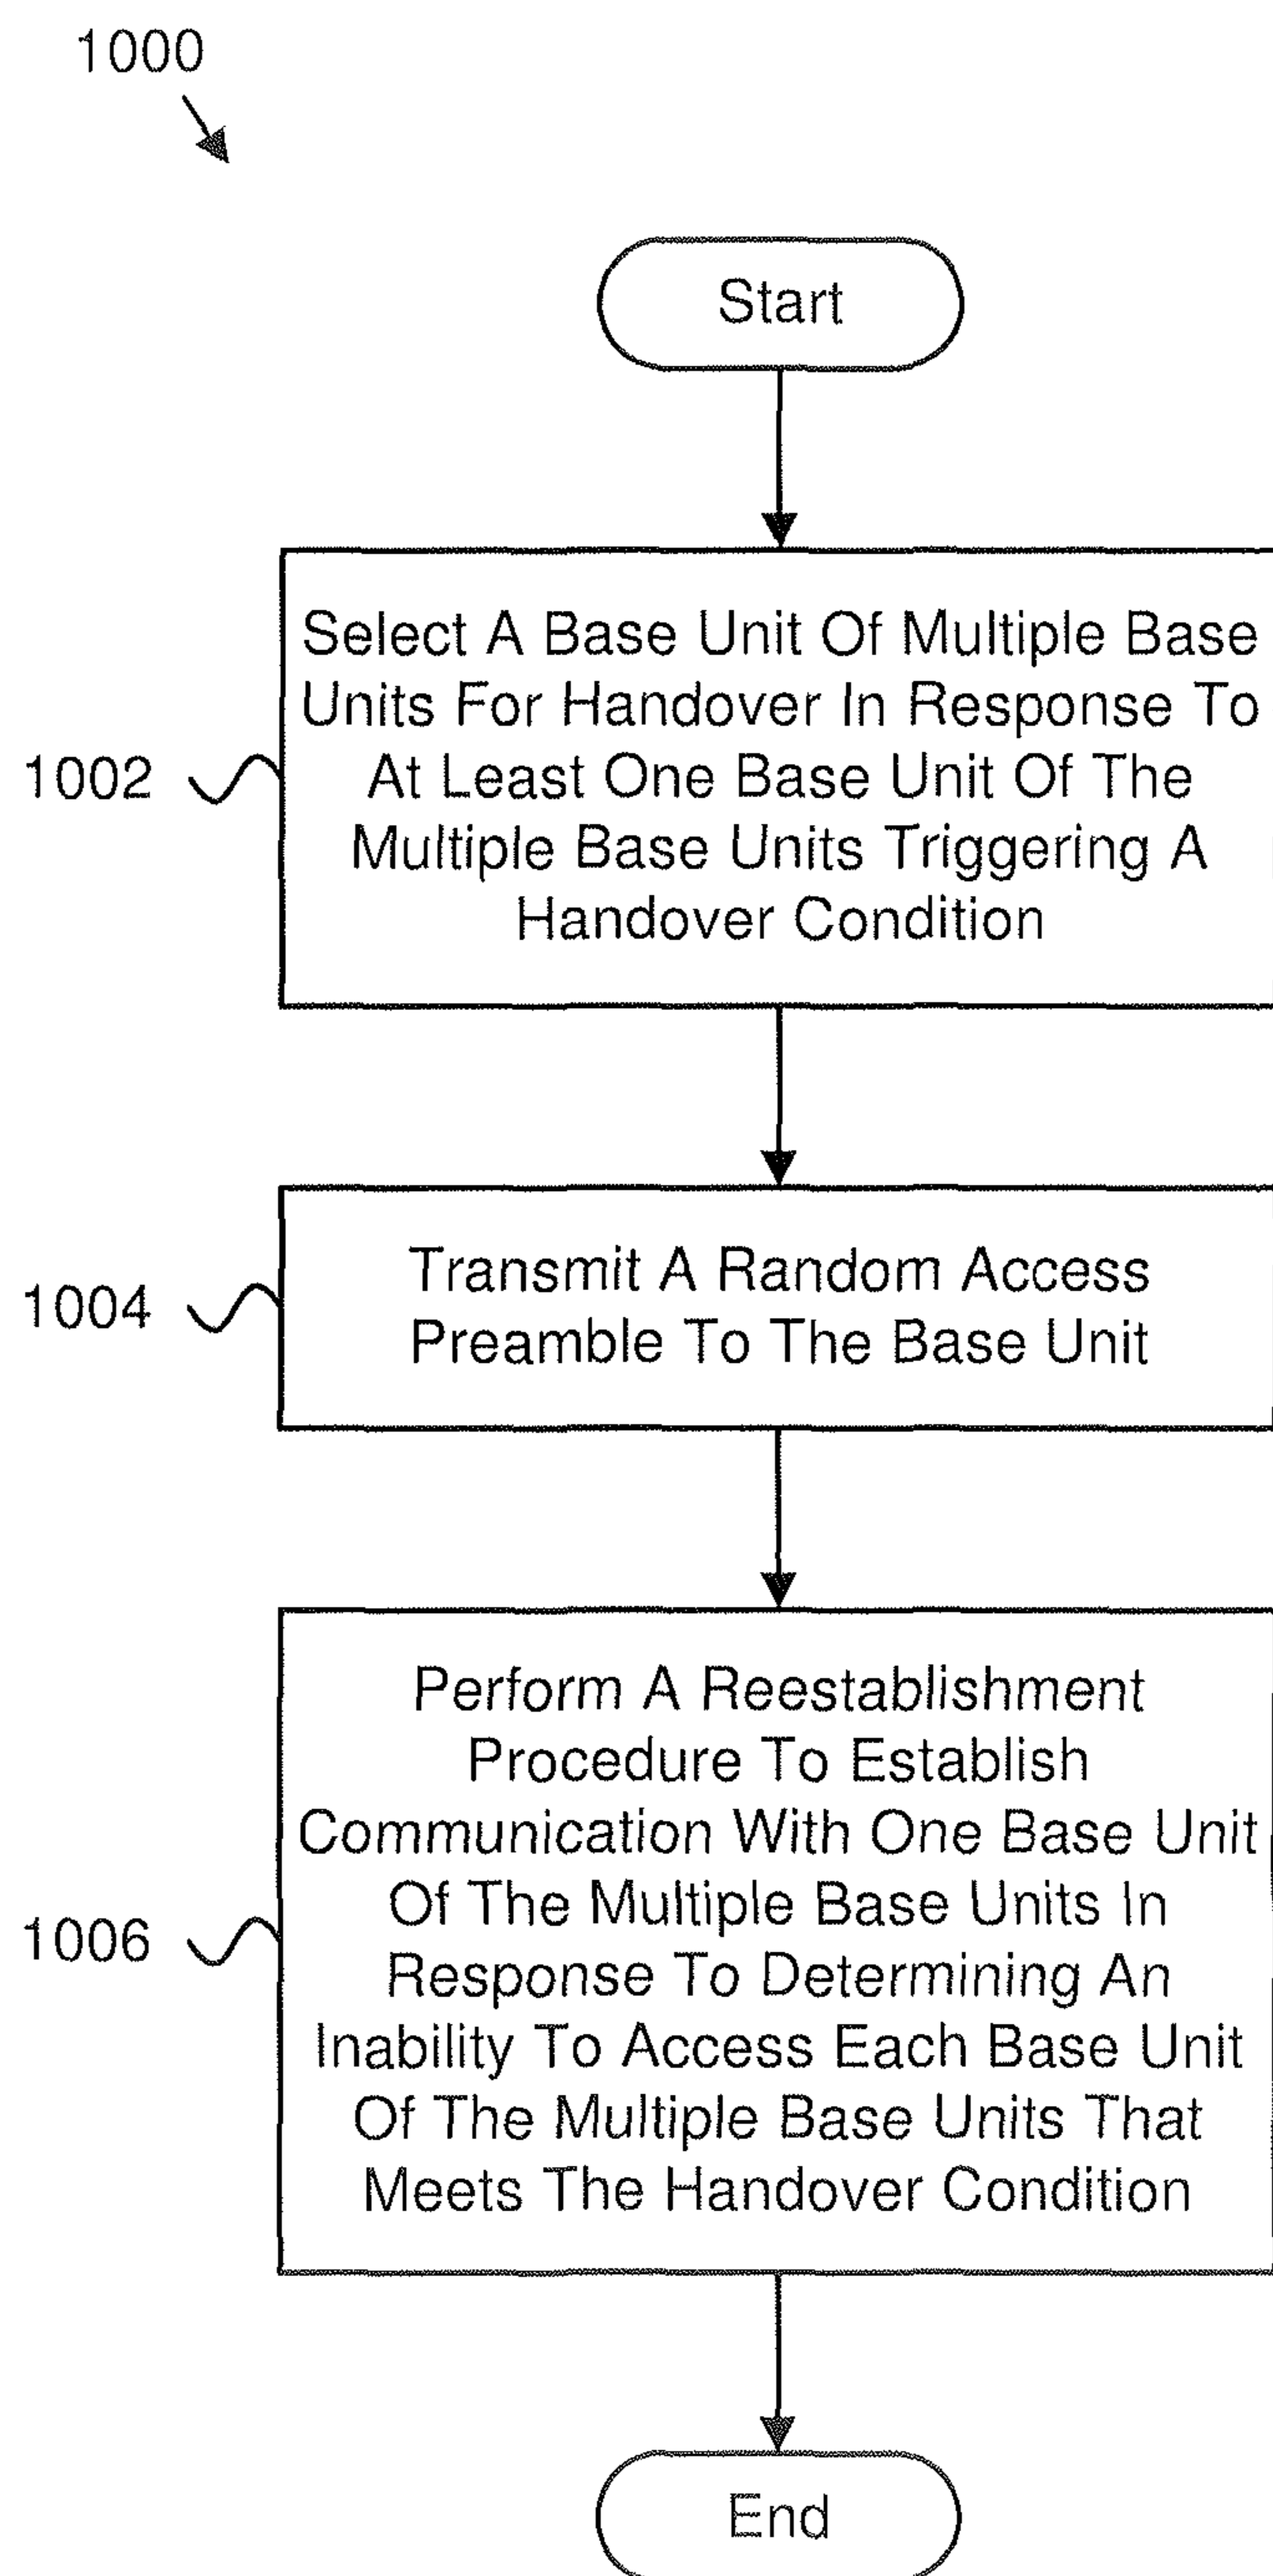 1000
Start
Select A Base Unit Of Multiple Base
Units For Handover In Response To
At Least One Base Unit Of The
Multiple Base Units Triggering A
Handover Condition
1002
Transmit A Random Access
Preamble To The Base Unit
1004
Perform A Reestablishment
Procedure To Establish
Communication With One Base Unit
Of The Multiple Base Units In
Response To Determining An
Inability To Access Each Base Unit
Of The Multiple Base Units That
Meets The Handover Condition
1006
End